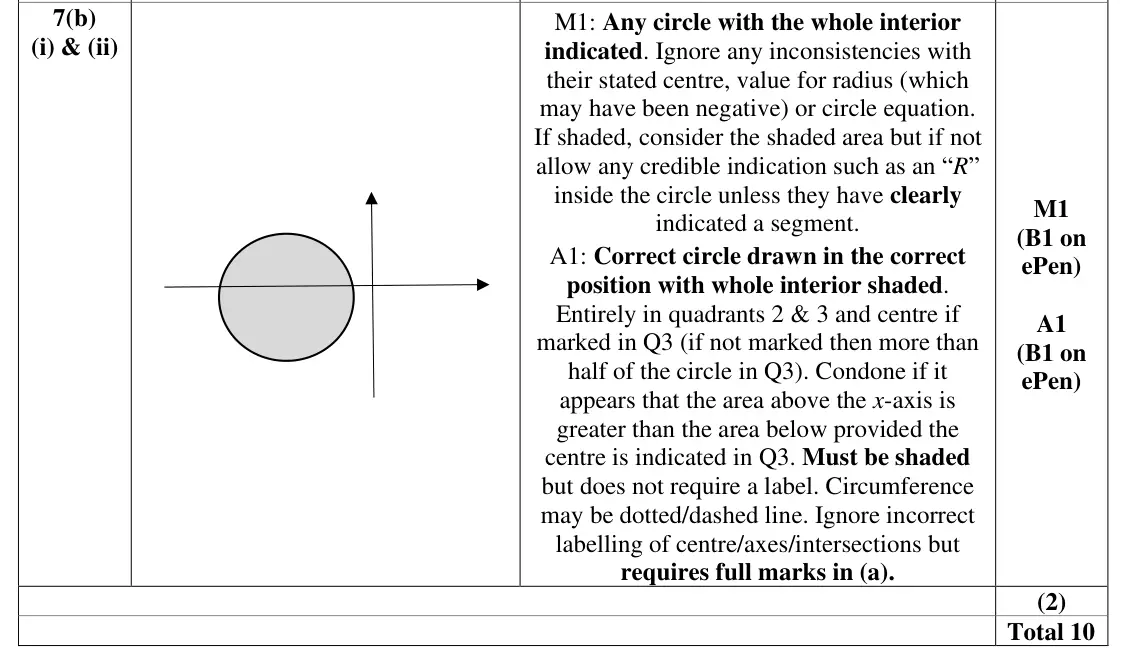 7(b)
(i) & (ii)
M1: Any circle with the whole interior
indicated. Ignore any inconsistencies with
their stated centre, value for radius (which
may have been negative) or circle equation.
If shaded, consider the shaded area but if not
allow any credible indication such as an “R”
inside the circle unless they have clearly
indicated a segment.
A1: Correct circle drawn in the correct
position with whole interior shaded.
Entirely in quadrants 2 & 3 and centre if
marked in Q3 (if not marked then more than
half of the circle in Q3). Condone if it
appears that the area above the x-axis is
greater than the area below provided the
centre is indicated in Q3. Must be shaded
but does not require a label. Circumference
may be dotted/dashed line. Ignore incorrect
labelling of centre/axes/intersections but
requires full marks in (a).
M1
(B1 on
ePen)
A1
(B1 on
ePen)
(2)
Total 10